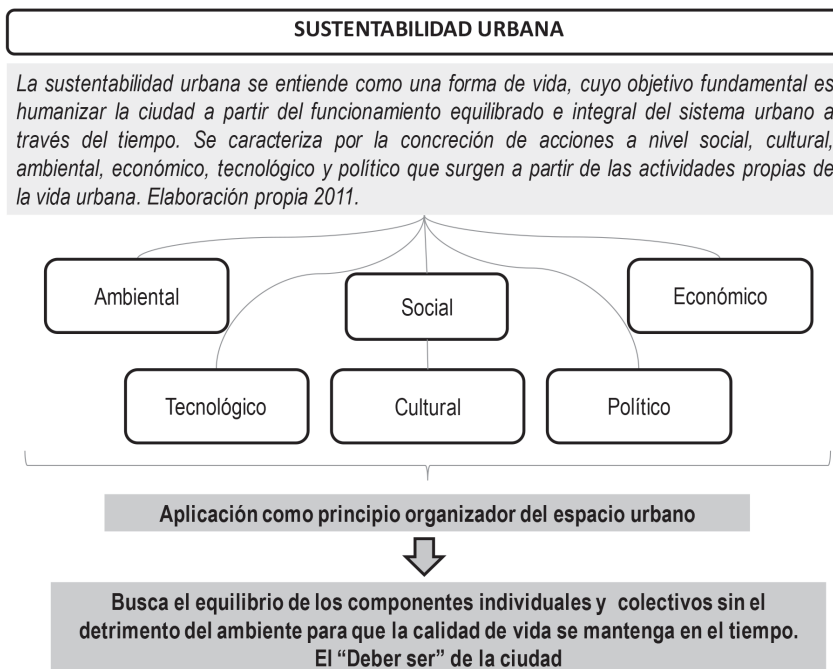 SUSTENTABILIDAD URBANA
La sustentabilidad urbana se entiende como una forma de vida, cuyo objetivo fundamental es
humanizar la ciudad a partir del funcionamiento equilibrado e integral del sistema urbano a
través del tiempo. Se caracteriza por la concreción de acciones a nivel social, cultural,
ambiental, económico, tecnológico y político que surgen a partir de las actividades propias de
la vida urbana. Elaboración propia 2011.
Ambiental
Social
Económico
Tecnológico
Cultural
Político
Aplicación como principio organizador del espacio urbano
Busca el equilibrio de los componentes individuales y colectivos sin el
detrimento del ambiente para que la calidad de vida se mantenga en el tiempo.
El “Deber ser” de la ciudad